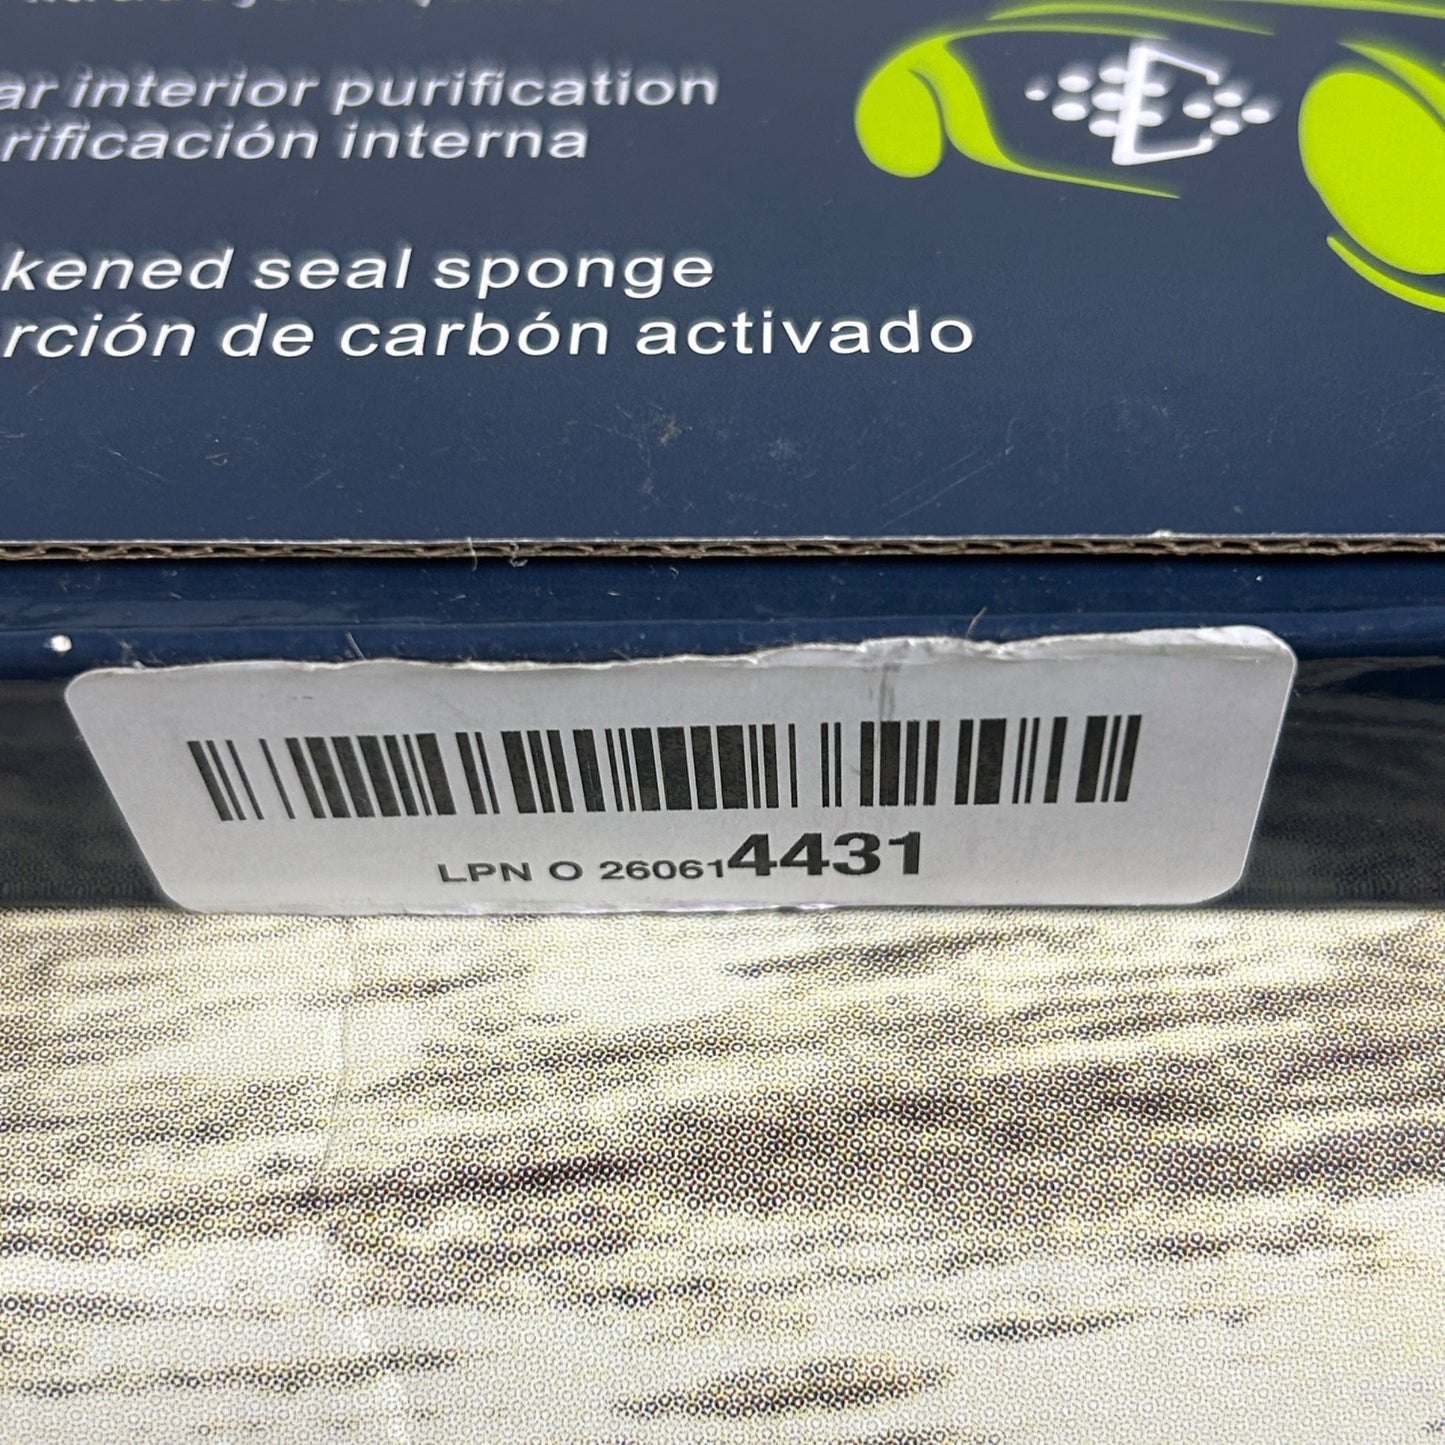 ar interior purification
rificación interna
kened seal sponge
rción de carbón activado
LPN O 260614431